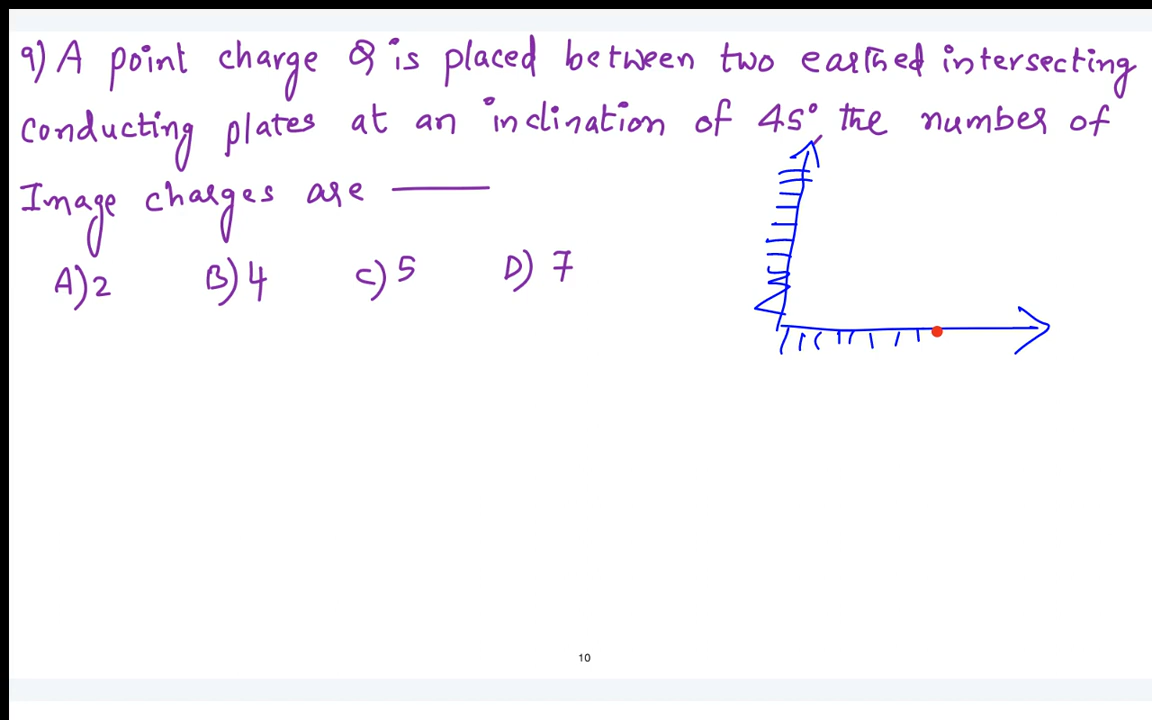 9) A point charge Q is placed between two earthed intersecting
conducting plates at an inclination of 45° the number of
Image charges are ———
A) 2 B) 4 C) 5 D) 7
10